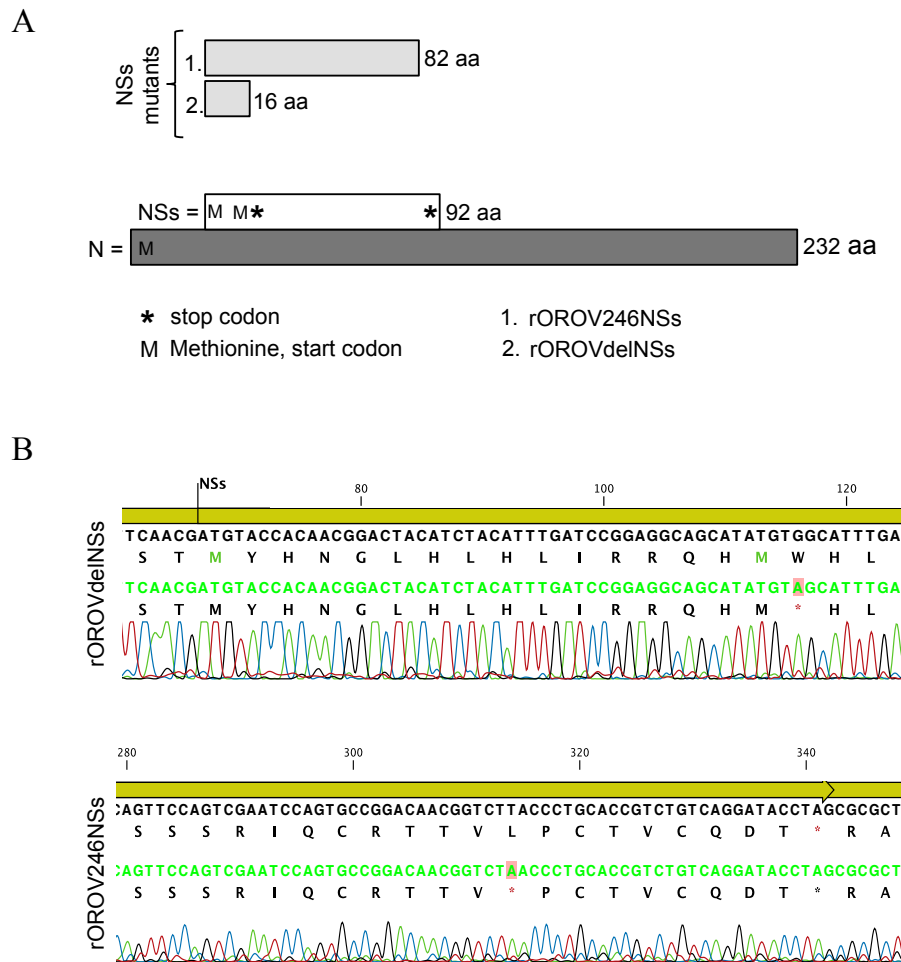 A
NSs mutants
1. 82 aa
2. 16 aa
NSs = M M * * 92 aa
N = M 232 aa
* stop codon 1. rOROV246NSs
M Methionine, start codon 2. rOROVdelNSs
B
rOROVdelNSs
NSs 80 100 120
TCAACGATGTACCACAACGGACTACATCTACATTTGATCCGGAGGCAGCATATGTGGCATTTGA
S T M Y H N G L H L H L I R R Q H M W H L
TCAACGATGTACCACAACGGACTACATCTACATTTGATCCGGAGGCAGCATATGTAGCATTTGA
S T M Y H N G L H L H L I R R Q H M * H L
rOROV246NSs
280 300 320 340
CAGTTCCAGTCGAATCCAGTGCCGGACAACGGTCTTACCCTGCACCGTCTGTCAGGATACCTAGCGCGCT
S S S R I Q C R T T V L P C T V C Q D T * R A
CAGTTCCAGTCGAATCCAGTGCCGGACAACGGTCTAACCCTGCACCGTCTGTCAGGATACCTAGCGCGCT
S S S R I Q C R T T V * P C T V C Q D T * R A